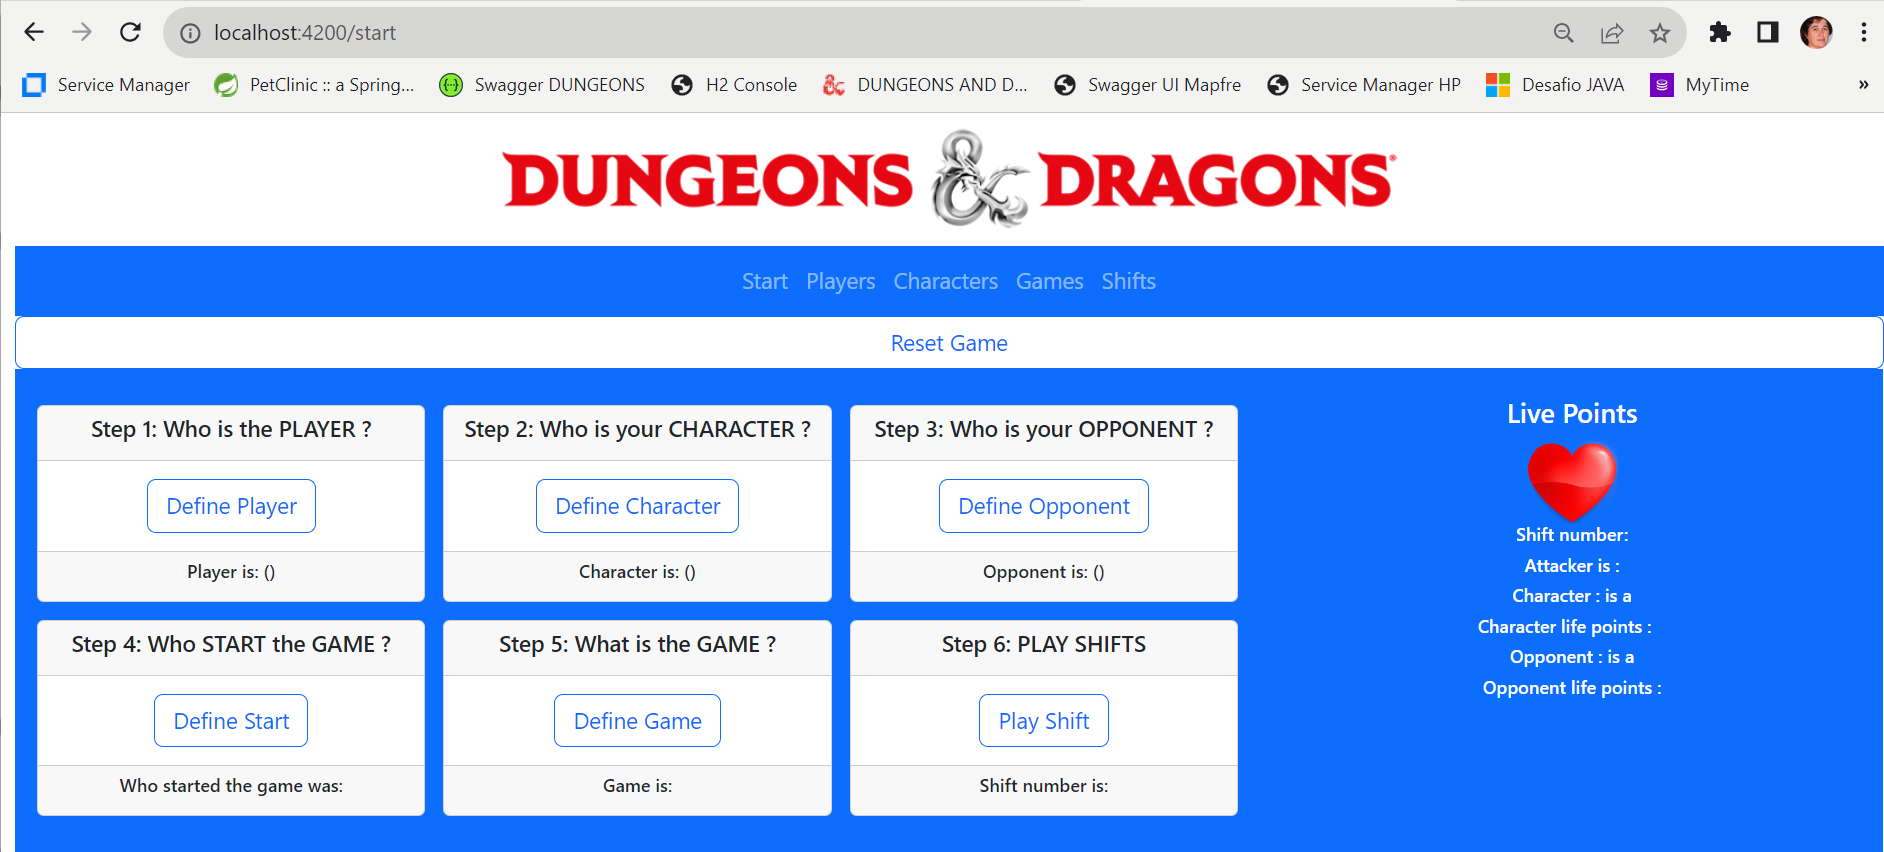 localhost:4200/start
Service Manager PetClinic :: a Spring... {··} Swagger DUNGEONS H2 Console DUNGEONS AND D... Swagger UI Mapfre Service Manager HP Desafio JAVA MyTime »
DUNGEONS & DRAGONS®
Start Players Characters Games Shifts
Reset Game
Step 1: Who is the PLAYER ?
Define Player
Player is: ()
Step 2: Who is your CHARACTER ?
Define Character
Character is: ()
Step 3: Who is your OPPONENT ?
Define Opponent
Opponent is: ()
Step 4: Who START the GAME ?
Define Start
Who started the game was:
Step 5: What is the GAME ?
Define Game
Game is:
Step 6: PLAY SHIFTS
Play Shift
Shift number is:
Live Points
Shift number:
Attacker is :
Character : is a
Character life points :
Opponent : is a
Opponent life points :